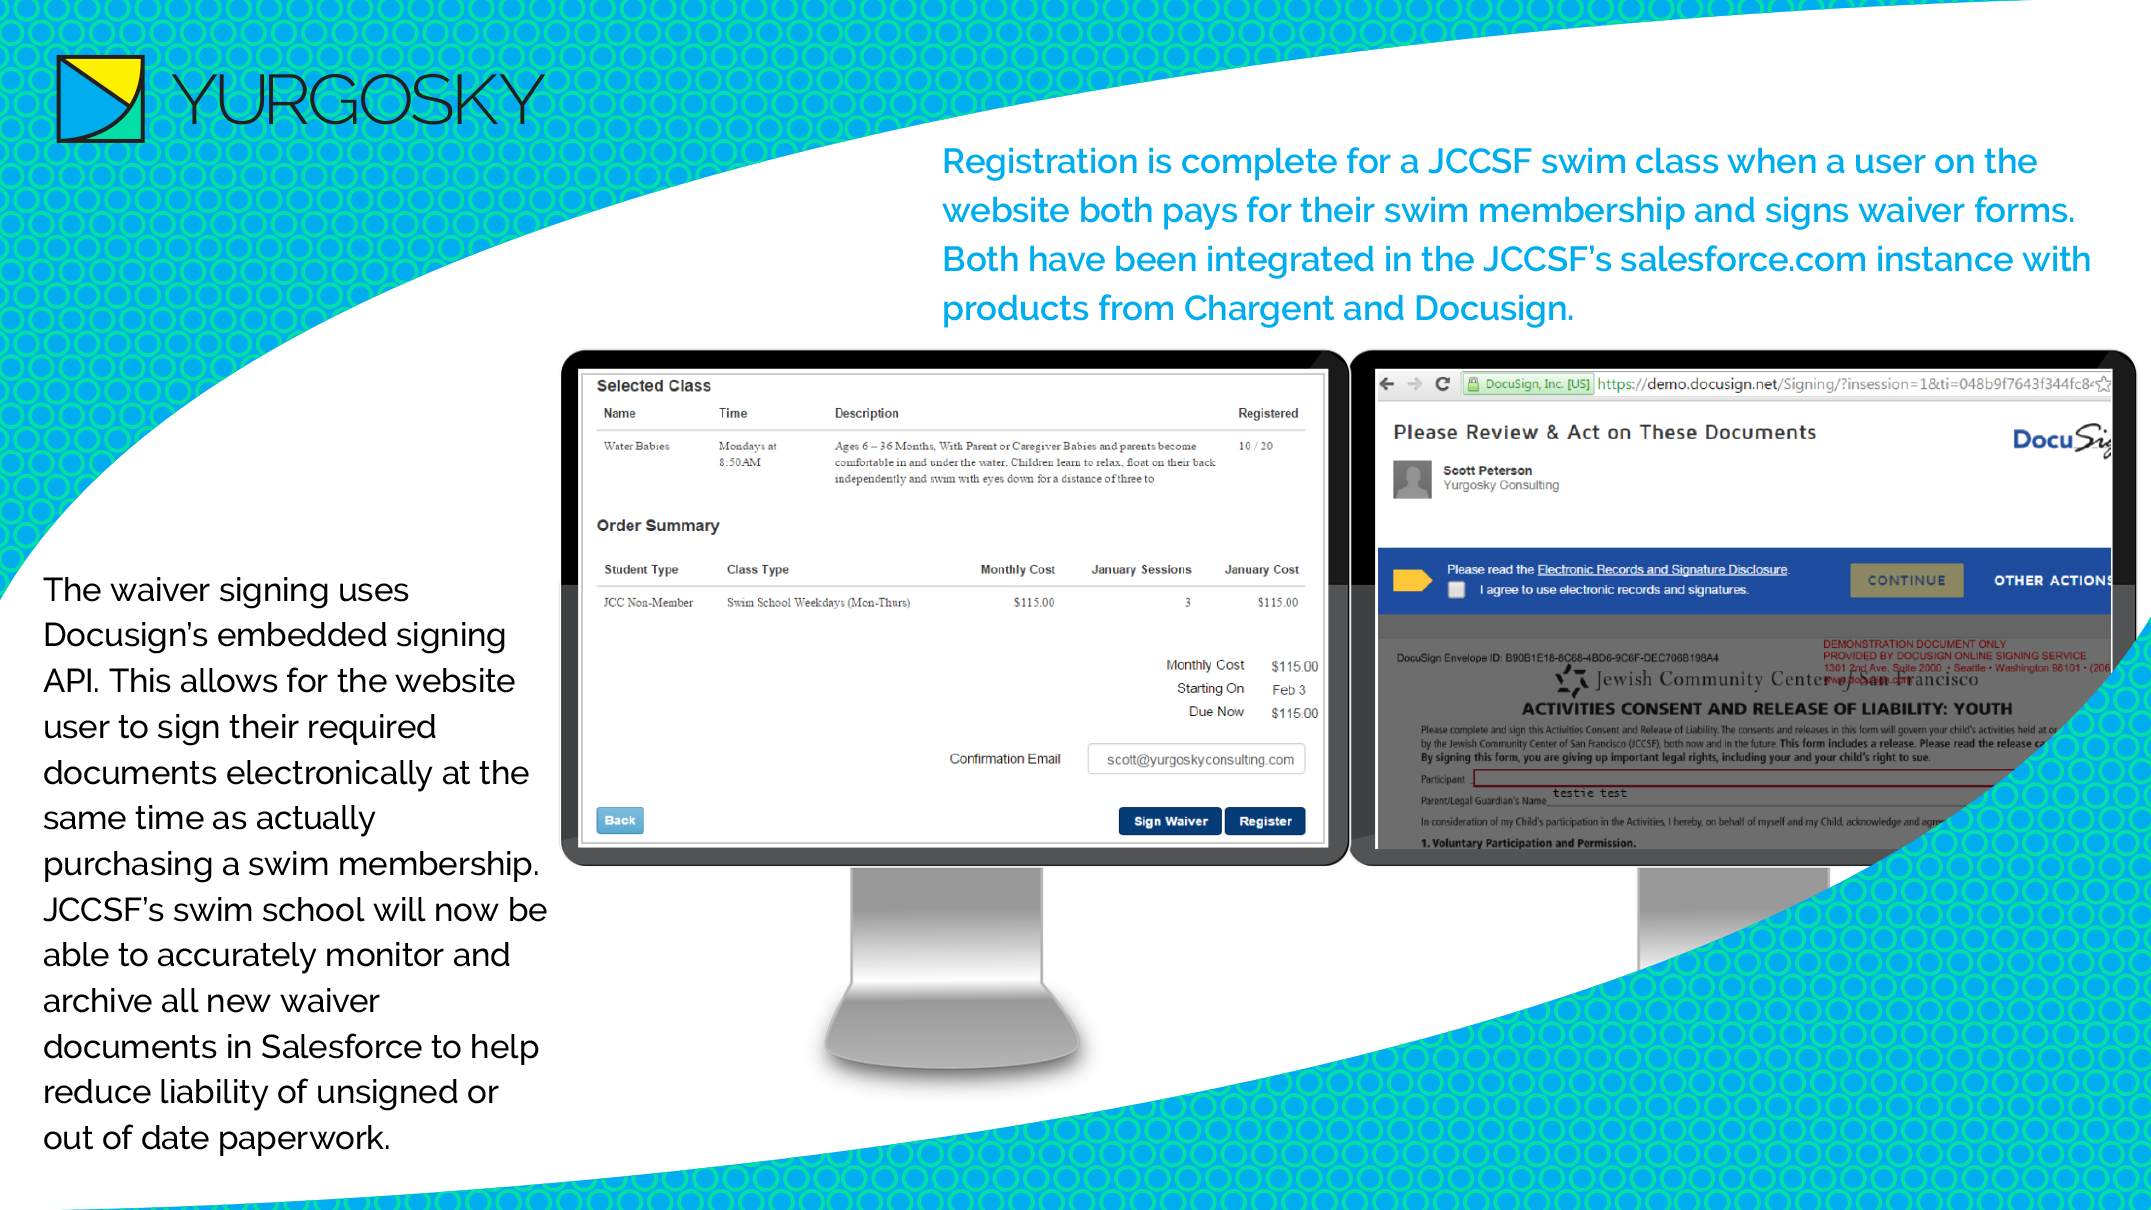 YURGOSKY
Registration is complete for a JCCSF swim class when a user on the
website both pays for their swim membership and signs waiver forms.
Both have been integrated in the JCCSF’s salesforce.com instance with
products from Chargent and Docusign.
The waiver signing uses
Docusign’s embedded signing
API. This allows for the website
user to sign their required
documents electronically at the
same time as actually
purchasing a swim membership.
JCCSF’s swim school will now be
able to accurately monitor and
archive all new waiver
documents in Salesforce to help
reduce liability of unsigned or
out of date paperwork.
Selected Class
Name Time Description Registered
Water Babies Mondays at Ages 6 – 36 Months, With Parent or Caregiver Babies and parents become 10 / 20
8:50AM comfortable in and under the water. Children learn to relax, float on their back
independently and swim with eyes down for a distance of three to
Order Summary
Student Type Class Type Monthly Cost January Sessions January Cost
JCC Non-Member Swim School Weekdays (Mon-Thurs) $115.00 3 $115.00
Monthly Cost $115.00
Starting On Feb 3
Due Now $115.00
Confirmation Email scott@yurgoskyconsulting.com
Back Sign Waiver Register
DocuSign, Inc. [US] https://demo.docusign.net/Signing/?insession=1&ti=048b9f7643f344fc84
Please Review & Act on These Documents
DocuSig
Scott Peterson
Yurgosky Consulting
Please read the Electronic Records and Signature Disclosure.
I agree to use electronic records and signatures.
CONTINUE OTHER ACTIONS
DocuSign Envelope ID: B90B1E18-8C68-4BD6-9C6F-DEC706B198A4
DEMONSTRATION DOCUMENT ONLY
PROVIDED BY DOCUSIGN ONLINE SIGNING SERVICE
1301 2nd Ave, Suite 2000 • Seattle • Washington 98101 • (206
www.docusign.com
Jewish Community Center of San Francisco
ACTIVITIES CONSENT AND RELEASE OF LIABILITY: YOUTH
Please complete and sign this Activities Consent and Release of Liability. The consents and releases in this form will govern your child's activities held at or
by the Jewish Community Center of San Francisco (JCCSF), both now and in the future. This form includes a release. Please read the release
By signing this form, you are giving up important legal rights, including your and your child's right to sue.
Participant
Parent/Legal Guardian's Name testie test
In consideration of my Child's participation in the Activities, I hereby, on behalf of myself and my Child, acknowledge and
1. Voluntary Participation and Permission.